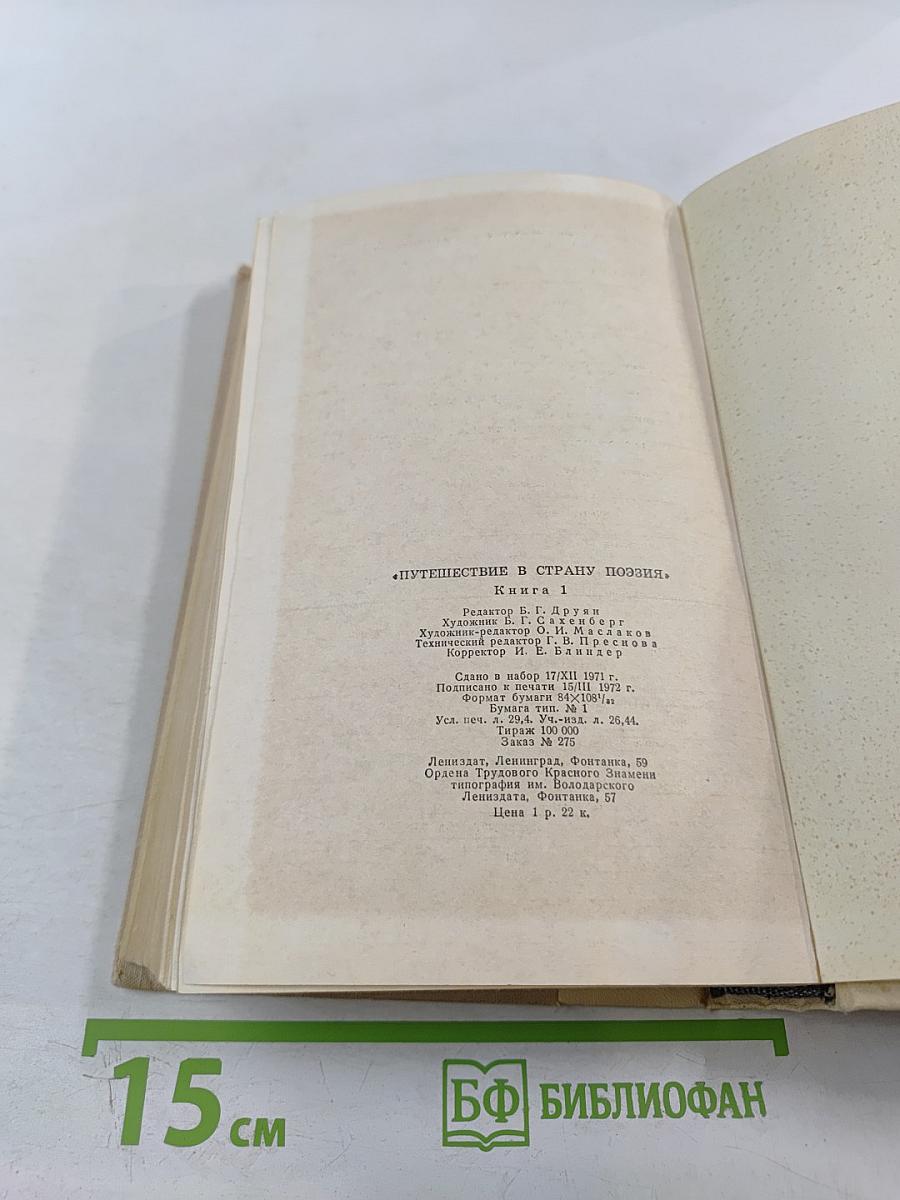 «ПУТЕШЕСТВИЕ В СТРАНУ ПОЭЗИЯ»
Книга 1
Редактор Б. Г. Друян
Художник Б. Г. Сахенберг
Художник-редактор О. И. Маслаков
Технический редактор Г. В. Преснова
Корректор И. Е. Блиндер
Сдано в набор 17/XII 1971 г.
Подписано к печати 15/III 1972 г.
Формат бумаги 84×108¹/₃₂
Бумага тип. № 1
Усл. печ. л. 29,4. Уч.-изд. л. 26,44.
Тираж 100 000
Заказ № 275
Лениздат, Ленинград, Фонтанка, 59
Ордена Трудового Красного Знамени
типография им. Володарского
Лениздата, Фонтанка, 57
Цена 1 р. 22 к.
15 см
БФ БИБЛИОФАН